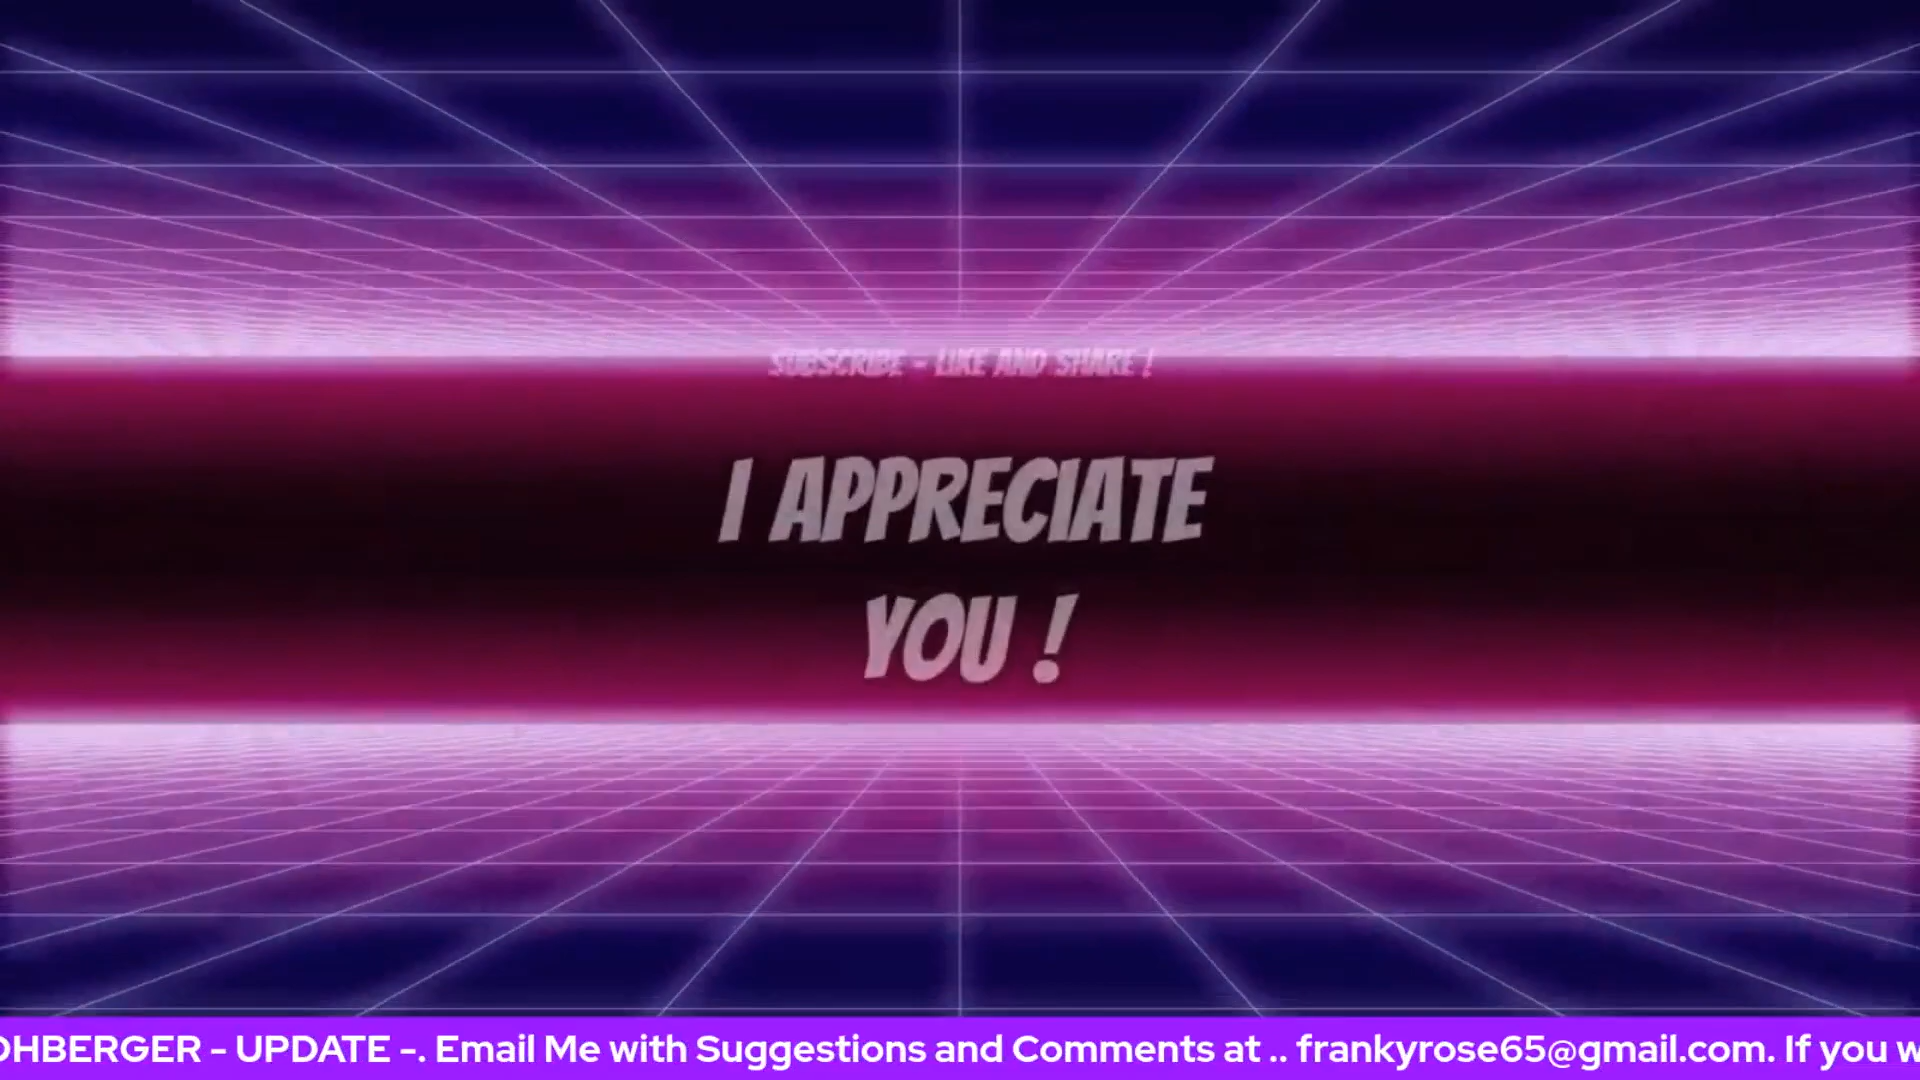 SUBSCRIBE - LIKE AND SHARE !
I APPRECIATE
YOU !
OHBERGER - UPDATE -. Email Me with Suggestions and Comments at .. frankyrose65@gmail.com. If you w